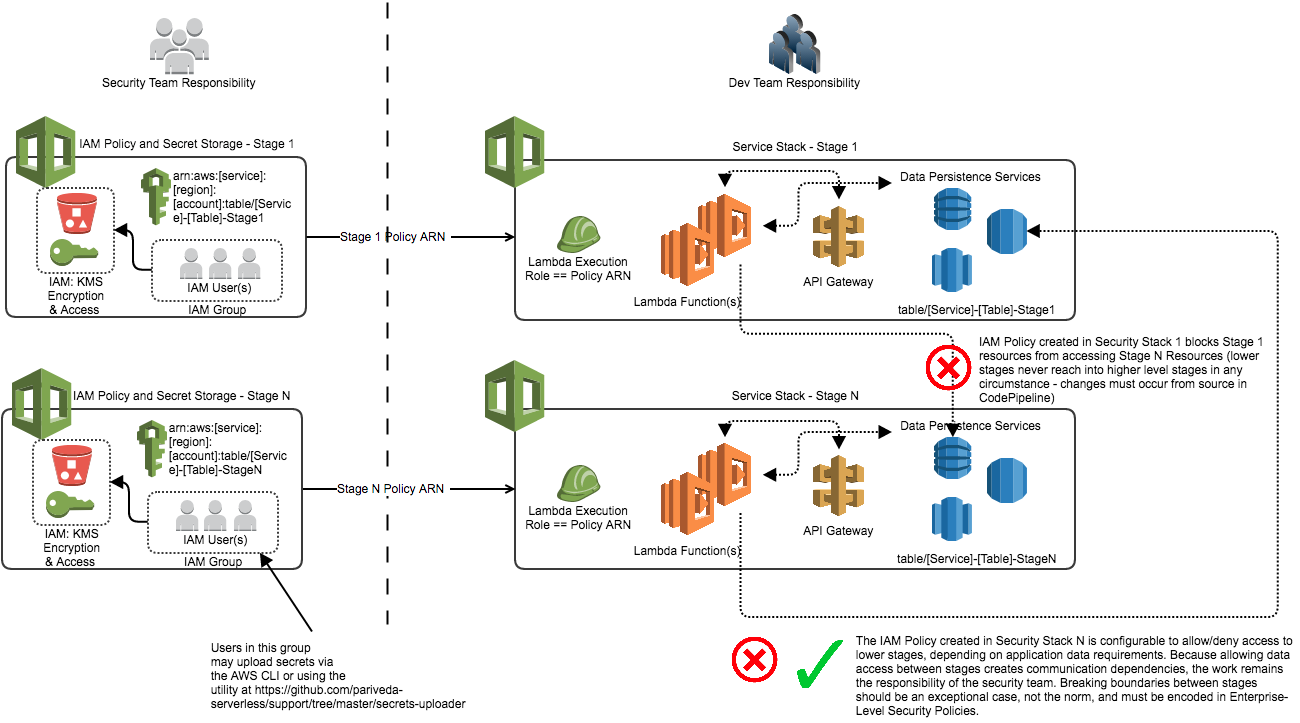 Security Team Responsibility
Dev Team Responsibility
IAM Policy and Secret Storage - Stage 1
arn:aws:[service]:
[region]:
[account]:table/[Servic
e]-[Table]-Stage1
IAM User(s)
IAM: KMS
Encryption
& Access
IAM Group
Stage 1 Policy ARN
Service Stack - Stage 1
Lambda Execution
Role == Policy ARN
Lambda Function(s)
API Gateway
Data Persistence Services
table/[Service]-[Table]-Stage1
IAM Policy created in Security Stack 1 blocks Stage 1
resources from accessing Stage N Resources (lower
stages never reach into higher level stages in any
circumstance - changes must occur from source in
CodePipeline)
IAM Policy and Secret Storage - Stage N
arn:aws:[service]:
[region]:
[account]:table/[Servic
e]-[Table]-StageN
IAM User(s)
IAM: KMS
Encryption
& Access
IAM Group
Stage N Policy ARN
Service Stack - Stage N
Lambda Execution
Role == Policy ARN
Lambda Function(s)
API Gateway
Data Persistence Services
table/[Service]-[Table]-StageN
Users in this group
may upload secrets via
the AWS CLI or using the
utility at https://github.com/pariveda-
serverless/support/tree/master/secrets-uploader
The IAM Policy created in Security Stack N is configurable to allow/deny access to
lower stages, depending on application data requirements. Because allowing data
access between stages creates communication dependencies, the work remains
the responsibility of the security team. Breaking boundaries between stages
should be an exceptional case, not the norm, and must be encoded in Enterprise-
Level Security Policies.